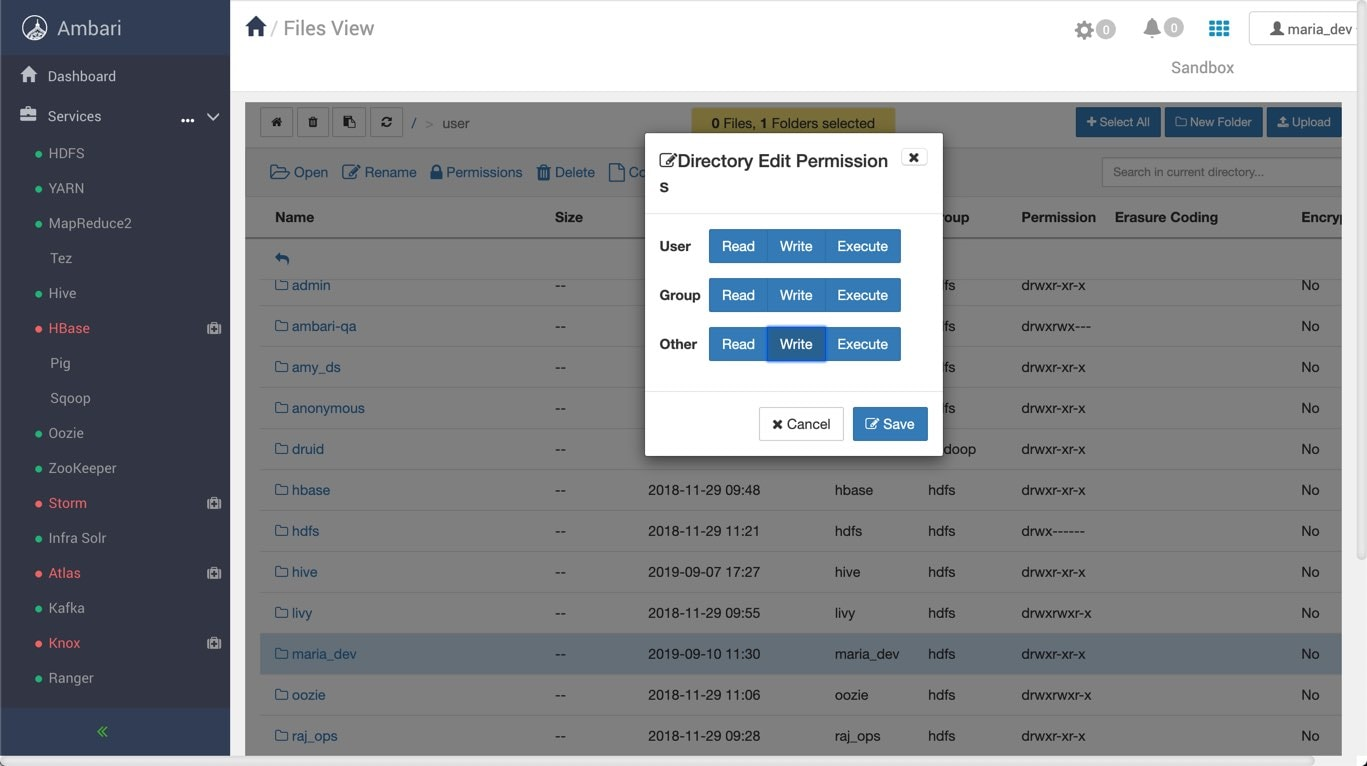 Ambari
Dashboard
Services
HDFS
YARN
MapReduce2
Tez
Hive
HBase
Pig
Sqoop
Oozie
ZooKeeper
Storm
Infra Solr
Atlas
Kafka
Knox
Ranger
/ Files View
0 0 maria_dev
Sandbox
/ > user
0 Files, 1 Folders selected
Select All New Folder Upload
Open Rename Permissions Delete Co
Search in current directory...
Name Size oup Permission Erasure Coding Encry
admin -- fs drwxr-xr-x No
ambari-qa -- fs drwxrwx--- No
amy_ds -- fs drwxr-xr-x No
anonymous -- fs drwxr-xr-x No
druid -- doop drwxr-xr-x No
hbase -- 2018-11-29 09:48 hbase hdfs drwxr-xr-x No
hdfs -- 2018-11-29 11:21 hdfs hdfs drwx------ No
hive -- 2019-09-07 17:27 hive hdfs drwxr-xr-x No
livy -- 2018-11-29 09:55 livy hdfs drwxrwxr-x No
maria_dev -- 2019-09-10 11:30 maria_dev hdfs drwxr-xr-x No
oozie -- 2018-11-29 11:06 oozie hdfs drwxrwxr-x No
raj_ops -- 2018-11-29 09:28 raj_ops hdfs drwxr-xr-x No
Directory Edit Permission
s
User Read Write Execute
Group Read Write Execute
Other Read Write Execute
Cancel Save